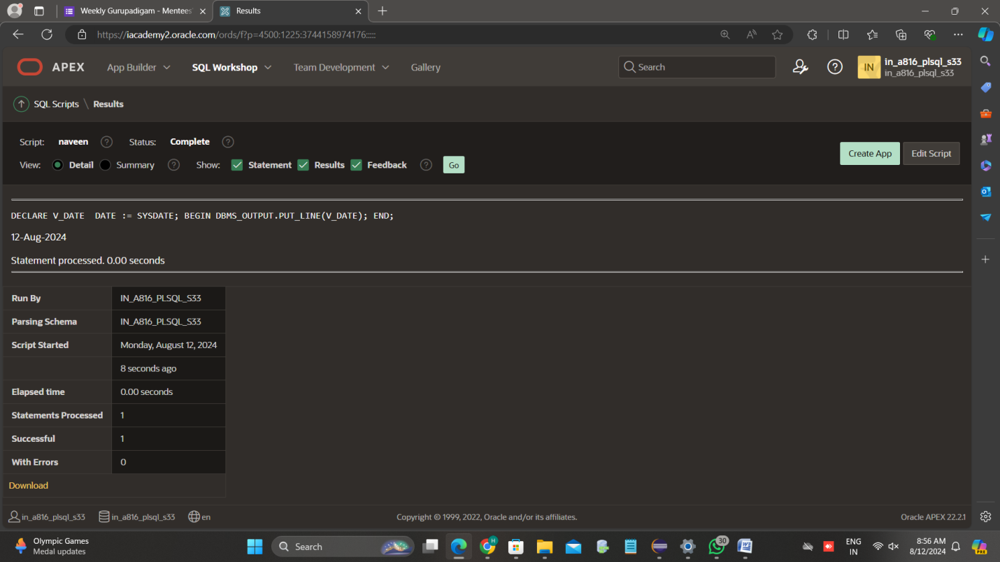 Weekly Gurupadigam - Mentees
Results
https://iacademy2.oracle.com/ords/f?p=4500:1225:3744158974176:::::
APEX App Builder SQL Workshop Team Development Gallery Search IN in_a816_plsql_s33
in_a816_plsql_s33
SQL Scripts \ Results
Script: naveen ? Status: Complete ?
View: Detail Summary ? Show: Statement Results Feedback ? Go
Create App Edit Script
DECLARE V_DATE  DATE := SYSDATE; BEGIN DBMS_OUTPUT.PUT_LINE(V_DATE); END;
12-Aug-2024
Statement processed. 0.00 seconds
Run By IN_A816_PLSQL_S33
Parsing Schema IN_A816_PLSQL_S33
Script Started Monday, August 12, 2024
8 seconds ago
Elapsed time 0.00 seconds
Statements Processed 1
Successful 1
With Errors 0
Download
in_a816_plsql_s33 in_a816_plsql_s33 en Copyright © 1999, 2022, Oracle and/or its affiliates. Oracle APEX 22.2.1
Olympic Games
Medal updates
Search
H
30
ENG
IN
8:56 AM
8/12/2024
PRE